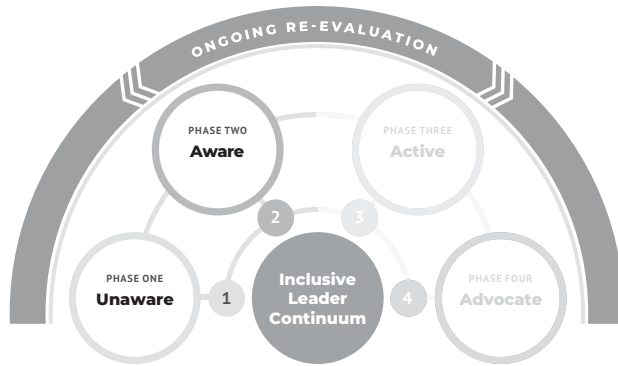 ONGOING RE-EVALUATION
PHASE TWO
Aware
PHASE THREE
Active
2
3
PHASE ONE
Unaware
1
Inclusive
Leader
Continuum
4
PHASE FOUR
Advocate